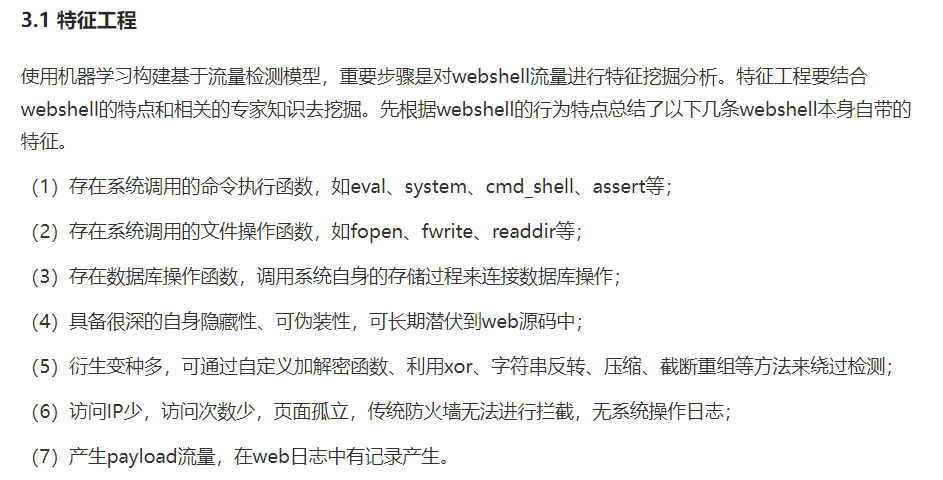 3.1 特征工程
使用机器学习构建基于流量检测模型，重要步骤是对webshell流量进行特征挖掘分析。特征工程要结合
webshell的特点和相关的专家知识去挖掘。先根据webshell的行为特点总结了以下几条webshell本身自带的
特征。
（1）存在系统调用的命令执行函数，如eval、system、cmd_shell、assert等；
（2）存在系统调用的文件操作函数，如fopen、fwrite、readdir等；
（3）存在数据库操作函数，调用系统自身的存储过程来连接数据库操作；
（4）具备很深的自身隐藏性、可伪装性，可长期潜伏到web源码中；
（5）衍生变种多，可通过自定义加解密函数、利用xor、字符串反转、压缩、截断重组等方法来绕过检测；
（6）访问IP少，访问次数少，页面孤立，传统防火墙无法进行拦截，无系统操作日志；
（7）产生payload流量，在web日志中有记录产生。